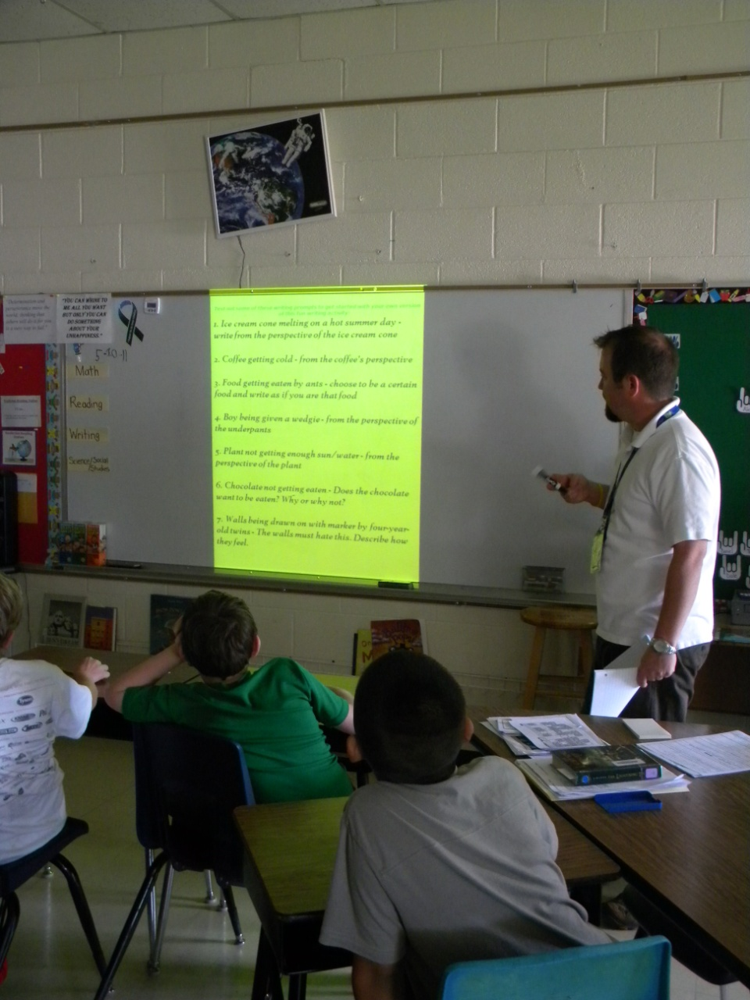 "YOU CAN WHINE TO
ME ALL YOU WANT
BUT ONLY YOU CAN
DO SOMETHING
ABOUT YOUR
UNHAPPINESS."
5-10-11
Math
Reading
Writing
Science/Social
Studies
1. Ice cream cone melting on a hot summer day -
write from the perspective of the ice cream cone
2. Coffee getting cold - from the coffee's perspective
3. Food getting eaten by ants - choose to be a certain
food and write as if you are that food
4. Boy being given a wedgie - from the perspective of
the underpants
5. Plant not getting enough sun/water - from the
perspective of the plant
6. Chocolate not getting eaten - Does the chocolate
want to be eaten? Why or why not?
7. Walls being drawn on with marker by four-year-
old twins - The walls must hate this. Describe how
they feel.